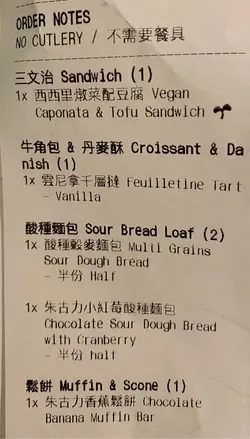 ORDER NOTES
NO CUTLERY / 不需要餐具
三文治 Sandwich (1)
1x 西西里燉菜配豆腐 Vegan
Caponata & Tofu Sandwich 🌱
牛角包 & 丹麥酥 Croissant & Da
nish (1)
1x 雲尼拿千層撻 Feuilletine Tart
- Vanilla
酸種麵包 Sour Bread Loaf (2)
1x 酸種穀麥麵包 Multi Grains
Sour Dough Bread
- 半份 Half
1x 朱古力小紅莓酸種麵包
Chocolate Sour Dough Bread
with Cranberry
- 半份 half
鬆餅 Muffin & Scone (1)
1x 朱古力香蕉鬆餅 Chocolate
Banana Muffin Bar